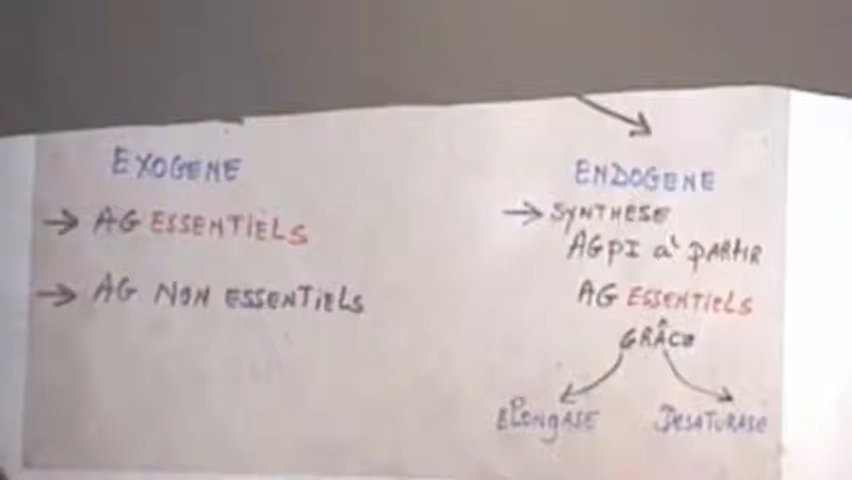 EXOGENE
→ AG ESSENTIELS
→ AG NON ESSENTIELS
ENDOGENE
→ SYNTHESE
AGPI à PARTIR
AG ESSENTIELS
GRÂCE
ELONGASE
DESATURASE